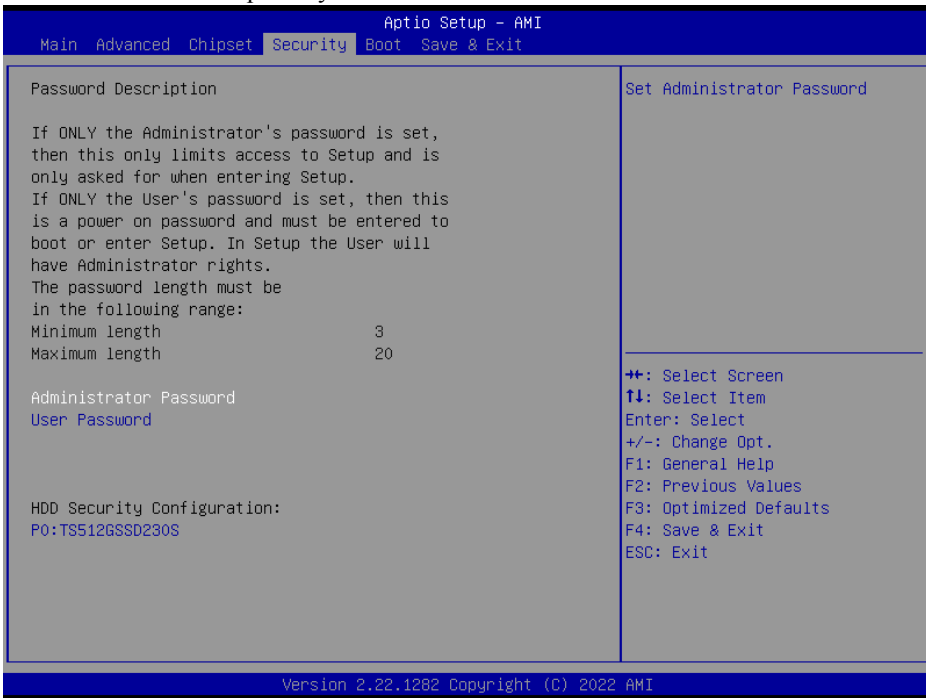 Aptio Setup – AMI
Main Advanced Chipset Security Boot Save & Exit
Password Description
If ONLY the Administrator's password is set,
then this only limits access to Setup and is
only asked for when entering Setup.
If ONLY the User's password is set, then this
is a power on password and must be entered to
boot or enter Setup. In Setup the User will
have Administrator rights.
The password length must be
in the following range:
Minimum length 3
Maximum length 20
Administrator Password
User Password
HDD Security Configuration:
P0:TS512GSSD230S
Set Administrator Password
→←: Select Screen
↑↓: Select Item
Enter: Select
+/-: Change Opt.
F1: General Help
F2: Previous Values
F3: Optimized Defaults
F4: Save & Exit
ESC: Exit
Version 2.22.1282 Copyright (C) 2022 AMI